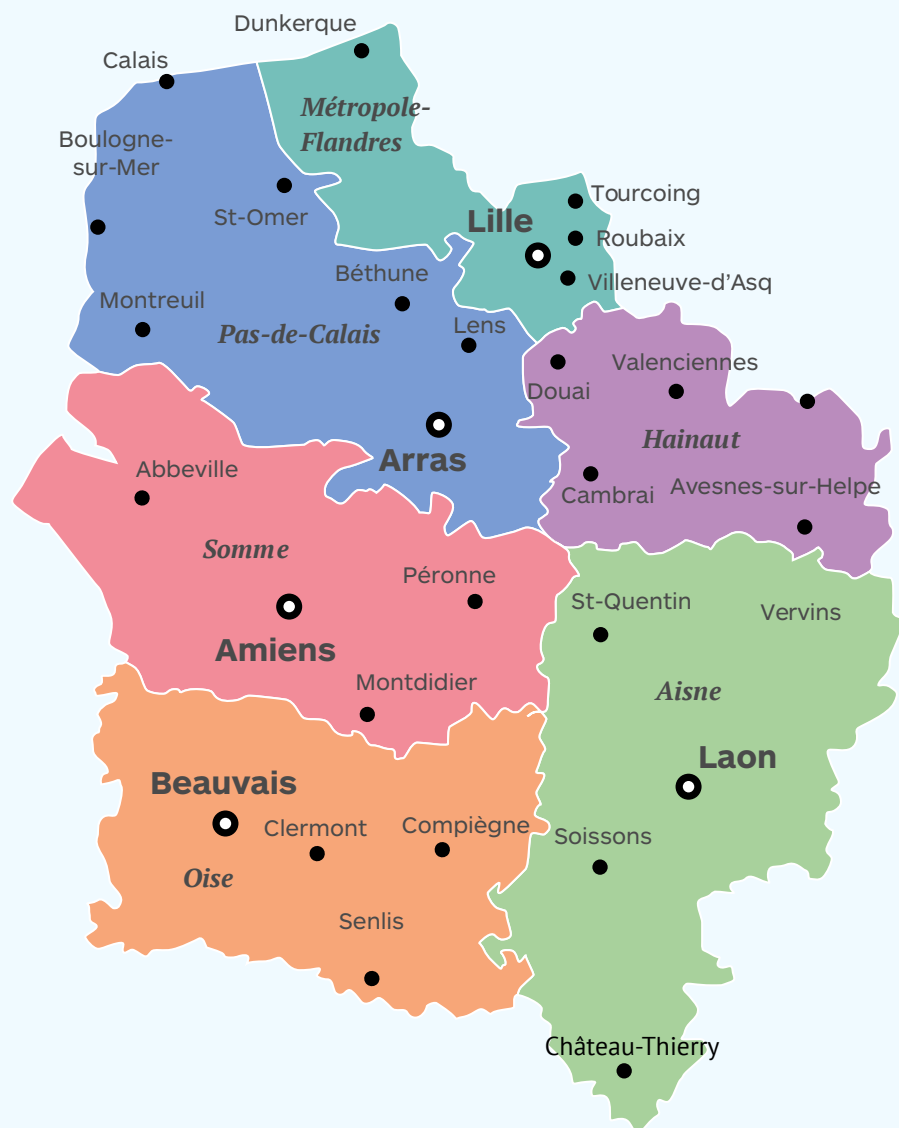 Dunkerque
Calais
Métropole-
Flandres
Boulogne-
sur-Mer
Tourcoing
St-Omer
Lille
Roubaix
Béthune
Villeneuve-d'Asq
Montreuil
Pas-de-Calais
Lens
Valenciennes
Douai
Hainaut
Arras
Abbeville
Cambrai
Avesnes-sur-Helpe
Somme
Péronne
St-Quentin
Vervins
Amiens
Montdidier
Aisne
Laon
Beauvais
Clermont
Compiègne
Soissons
Oise
Senlis
Château-Thierry